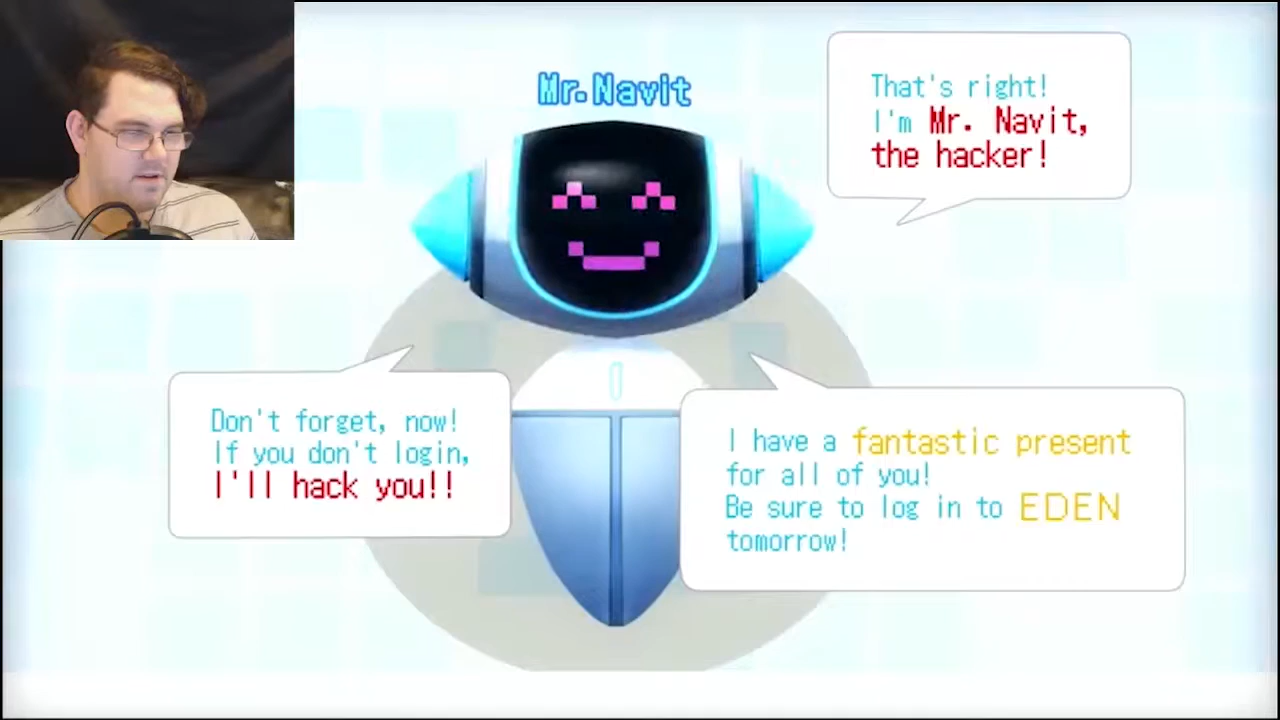 Mr.Navit
That's right!
I'm Mr. Navit,
the hacker!
Don't forget, now!
If you don't login,
I'll hack you!!
I have a fantastic present
for all of you!
Be sure to log in to EDEN
tomorrow!